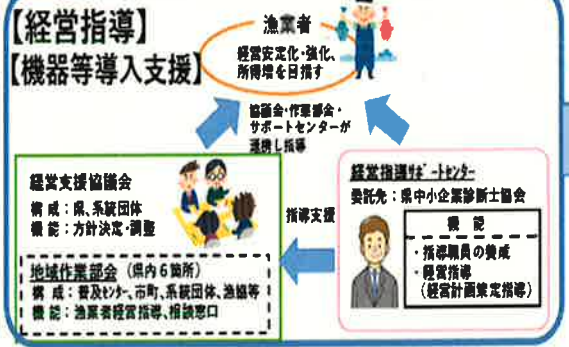 【経営指導】
【機器等導入支援】
漁業者
経営安定化・強化、
所得増を目指す
協議会・作業部会・
サポートセンターが
連携し指導
経営支援協議会
構成：県、系統団体
機能：方針決定・調整
地域作業部会（県内６箇所）
構成：普及センター、市町、系統団体、漁協等
機能：漁業者経営指導、相談窓口
指導支援
経営指導サポートセンター
委託先：県中小企業診断士協会
機能
・指導職員の養成
・経営指導
（経営計画策定指導）